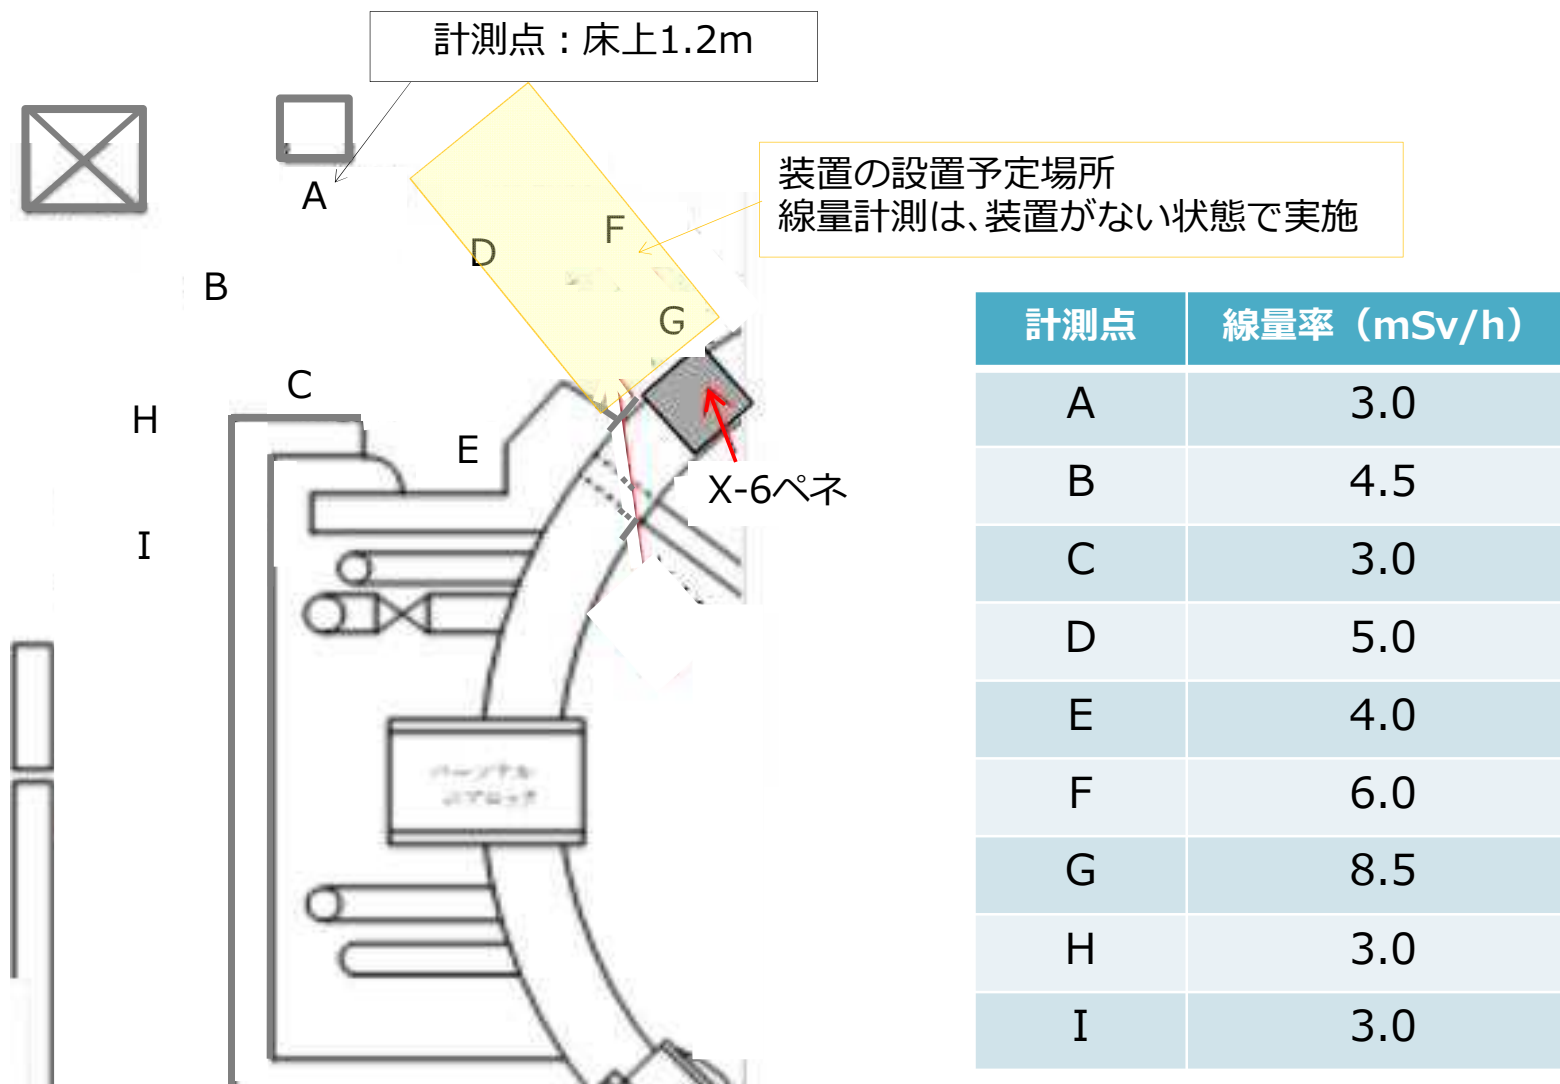 計測点：床上1.2m
装置の設置予定場所
線量計測は、装置がない状態で実施
A
F
D
B
G
C
H
E
X-6ペネ
I
計測点 線量率（mSv/h）
A 3.0
B 4.5
C 3.0
D 5.0
E 4.0
F 6.0
G 8.5
H 3.0
I 3.0